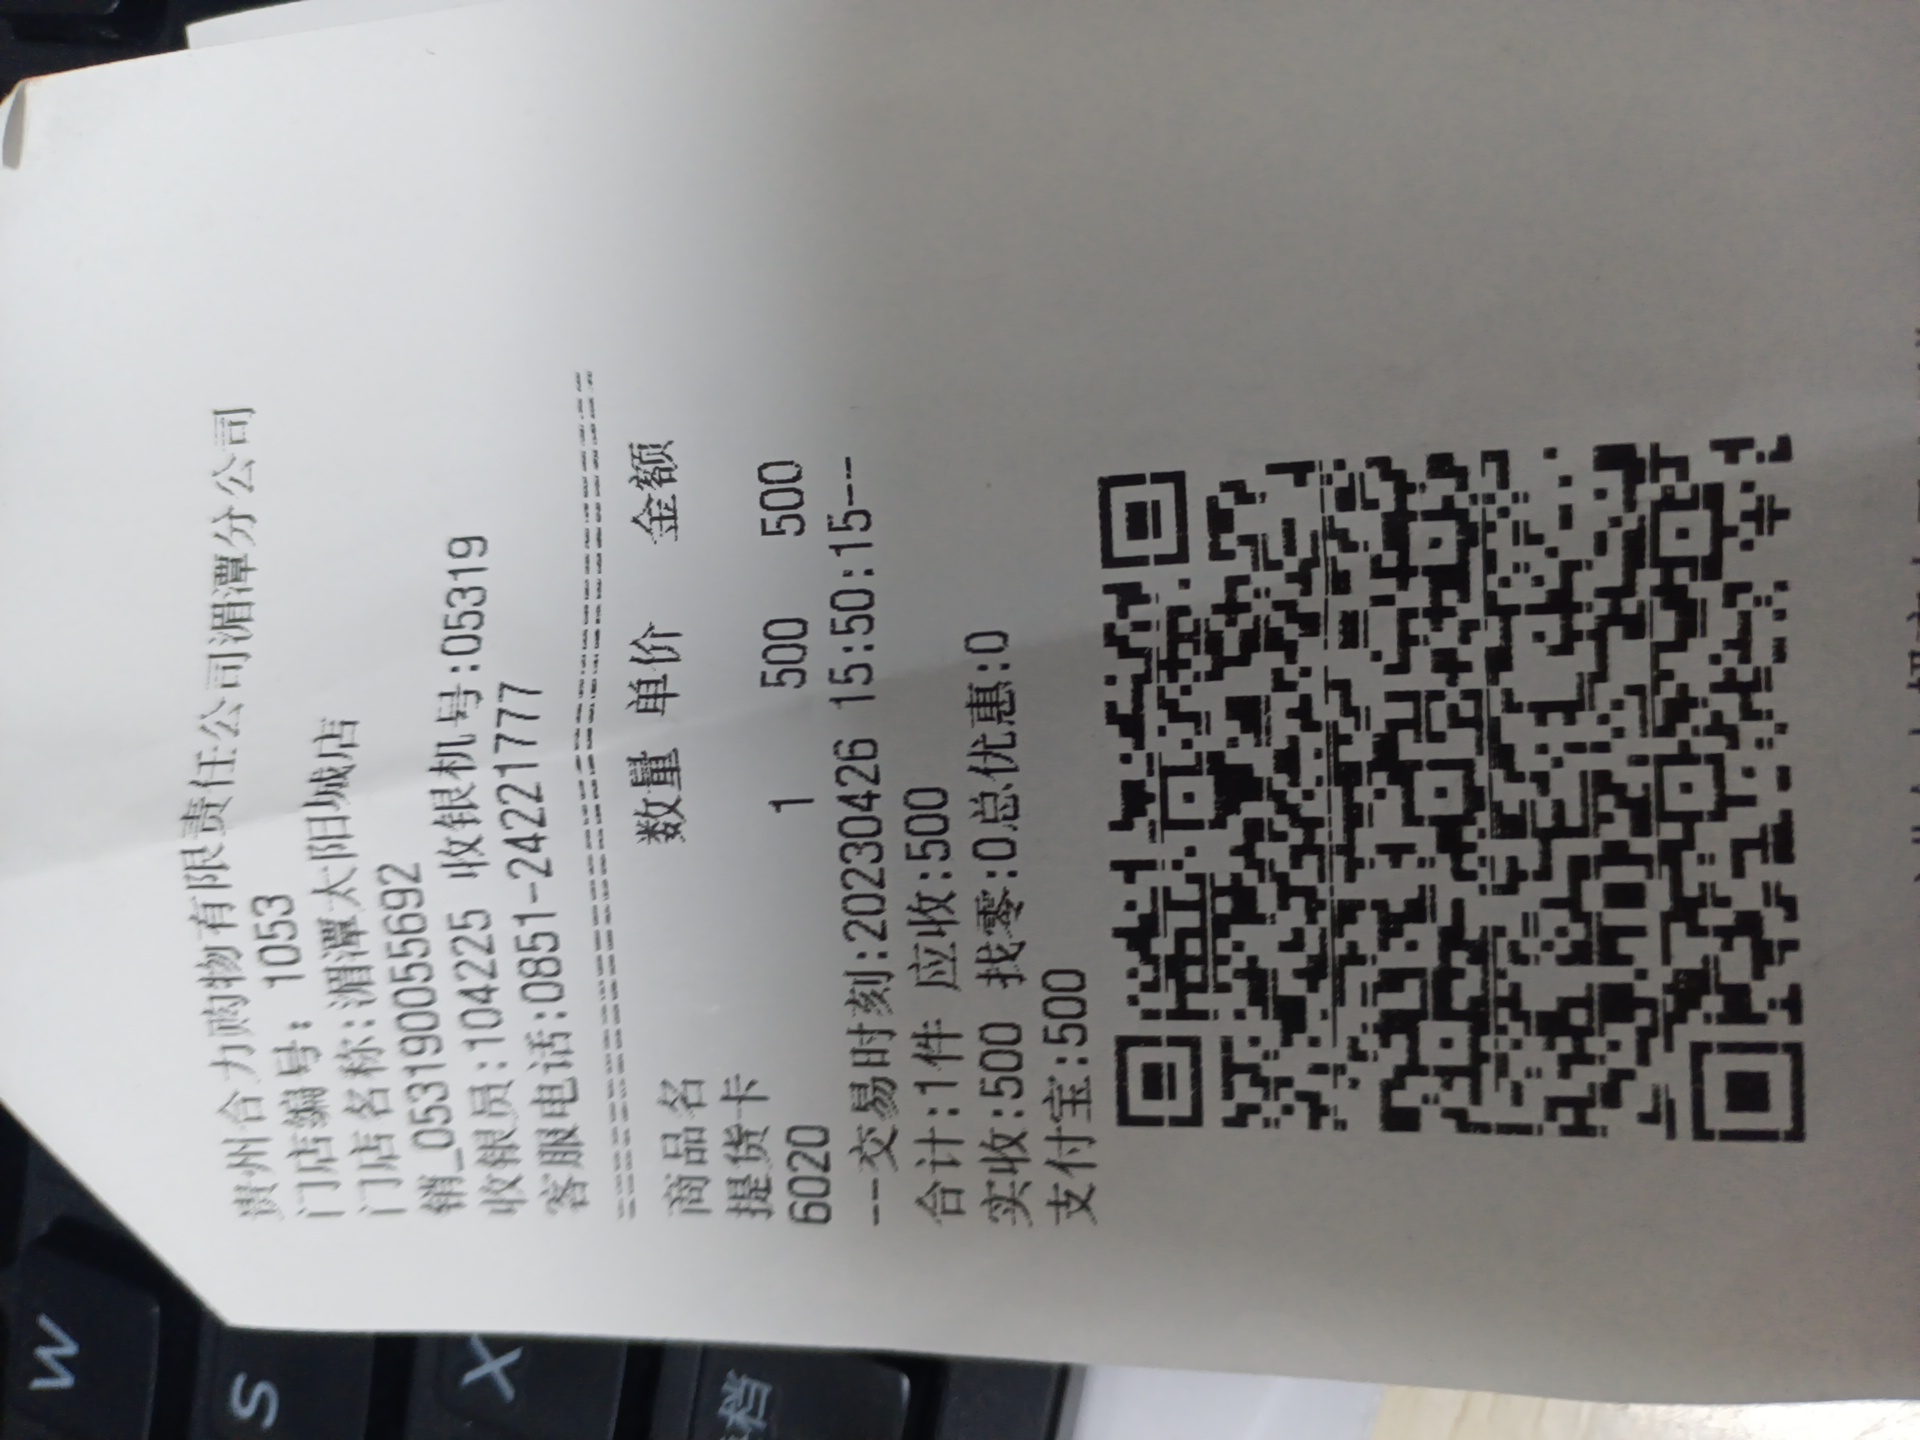 贵州合力购物有限责任公司湄潭分公司
门店编号: 1053
门店名称:湄潭太阳城店
销_053190055692
收银员:104225 收银机号:05319
客服电话:0851-24221777
================================
商品名 数量 单价 金额
提货卡
6020 1 500 500
--交易时刻:20230426 15:50:15--
合计:1件 应收:500
实收:500 找零:0总优惠:0
支付宝:500
W
S
X
档